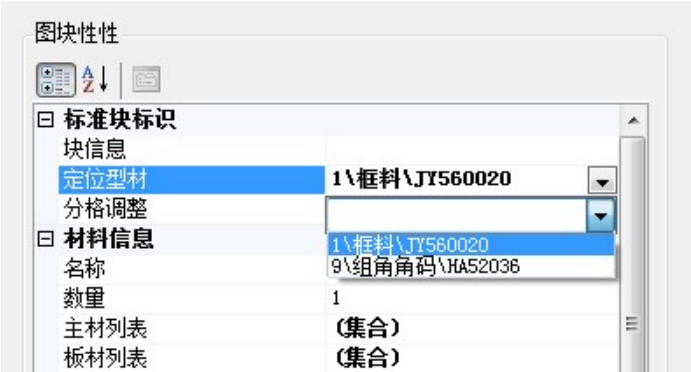 图块性性
标准块标识
块信息
定位型材 1\框料\JY560020
分格调整
1\框料\JY560020
9\组角角码\HA52036
材料信息
名称
数量 1
主材列表 (集合)
板材列表 (集合)